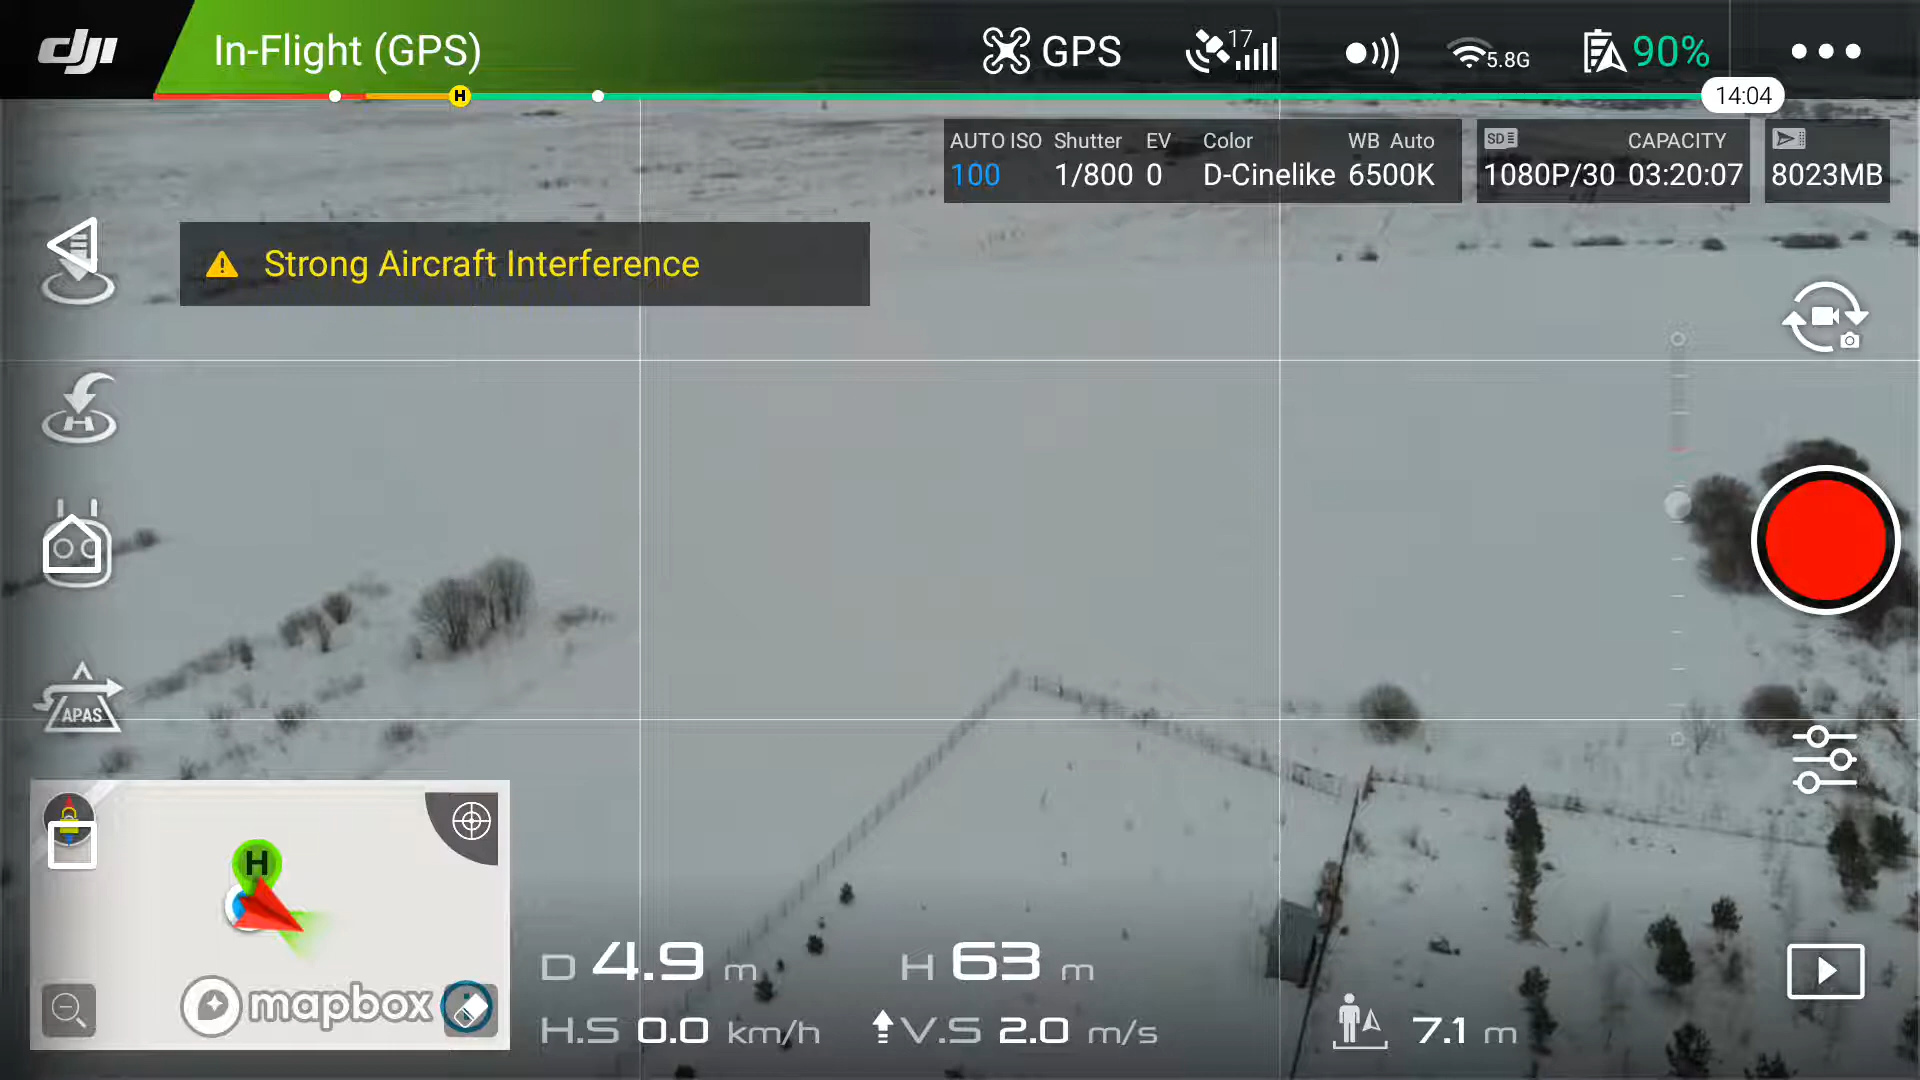 dji
In-Flight (GPS)
GPS
17
5.8G
90%
H
14:04
AUTO ISO Shutter EV Color WB Auto
100 1/800 0 D-Cinelike 6500K
SD CAPACITY
1080P/30 03:20:07
8023MB
Strong Aircraft Interference
H
APAS
H
mapbox
D 4.9 m H 63 m
H.S 0.0 km/h V.S 2.0 m/s 7.1 m